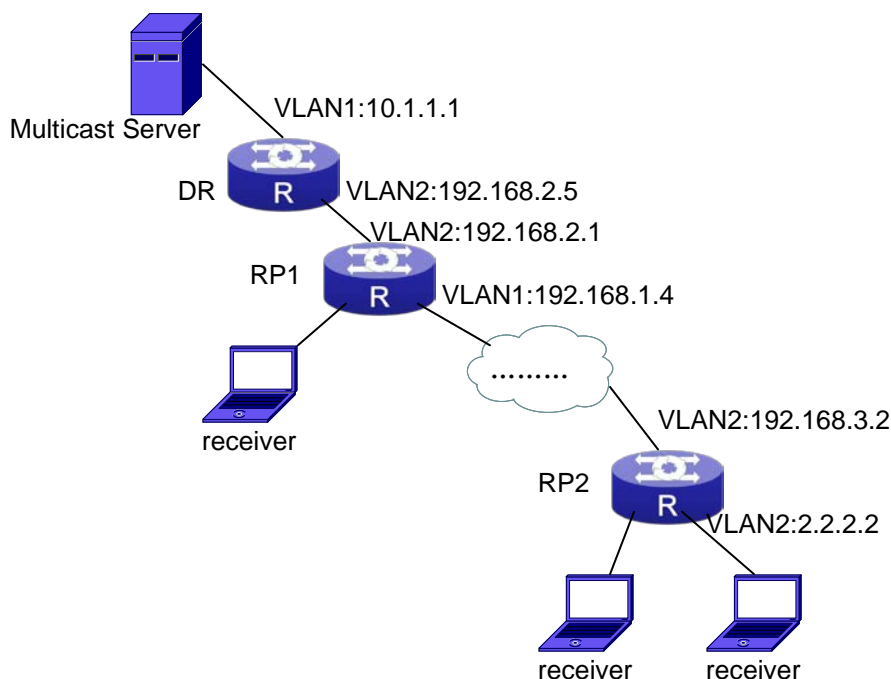 VLAN1:10.1.1.1
Multicast Server
DR
R
VLAN2:192.168.2.5
VLAN2:192.168.2.1
RP1
R
VLAN1:192.168.1.4
………
receiver
VLAN2:192.168.3.2
RP2
R
VLAN2:2.2.2.2
receiver
receiver